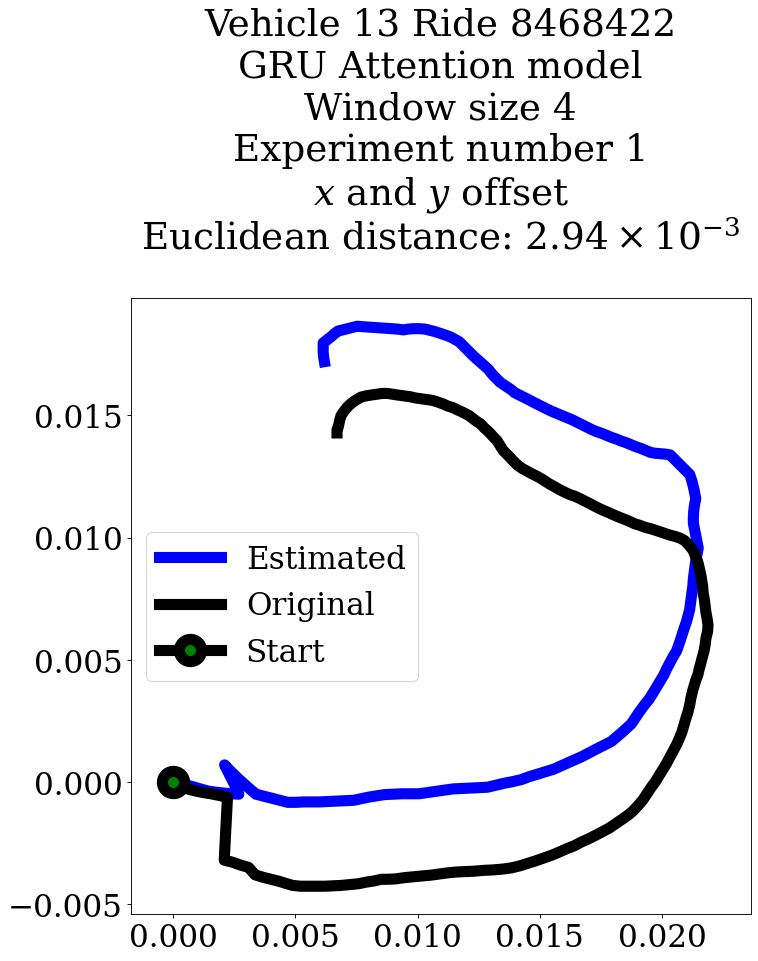 Vehicle 13 Ride 8468422
GRU Attention model
Window size 4
Experiment number 1
x and y offset
Euclidean distance: 2.94 × 10⁻³
0.015
0.010
0.005
0.000
−0.005
Estimated
Original
Start
0.000 0.005 0.010 0.015 0.020